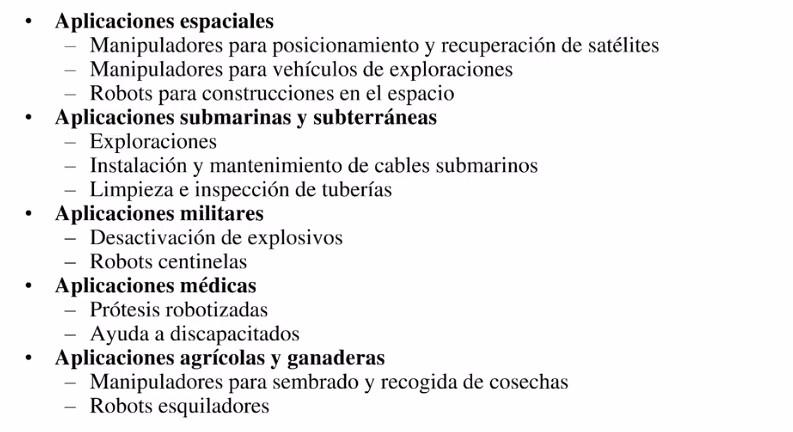 • Aplicaciones espaciales
– Manipuladores para posicionamiento y recuperación de satélites
– Manipuladores para vehículos de exploraciones
– Robots para construcciones en el espacio
• Aplicaciones submarinas y subterráneas
– Exploraciones
– Instalación y mantenimiento de cables submarinos
– Limpieza e inspección de tuberías
• Aplicaciones militares
– Desactivación de explosivos
– Robots centinelas
• Aplicaciones médicas
– Prótesis robotizadas
– Ayuda a discapacitados
• Aplicaciones agrícolas y ganaderas
– Manipuladores para sembrado y recogida de cosechas
– Robots esquiladores